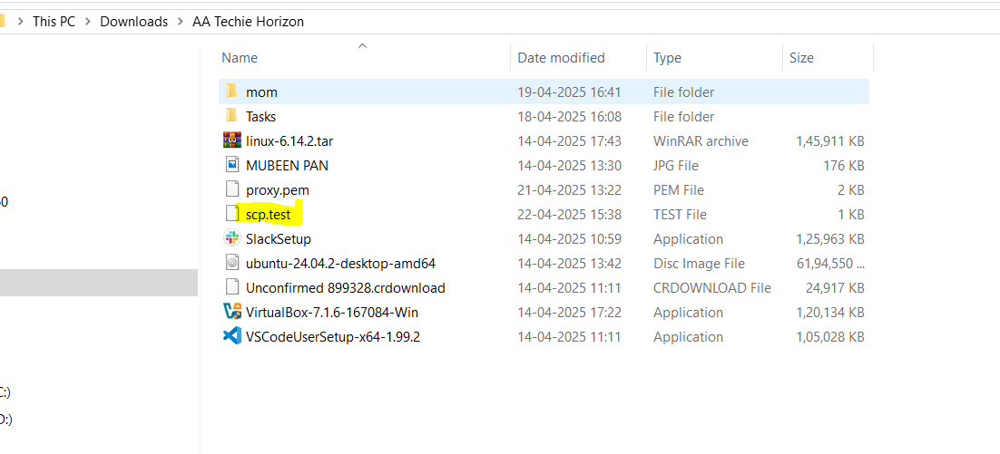 This PC > Downloads > AA Techie Horizon
Name Date modified Type Size
mom 19-04-2025 16:41 File folder
Tasks 18-04-2025 16:08 File folder
linux-6.14.2.tar 14-04-2025 17:43 WinRAR archive 1,45,911 KB
MUBEEN PAN 14-04-2025 13:30 JPG File 176 KB
proxy.pem 21-04-2025 13:22 PEM File 2 KB
scp.test 22-04-2025 15:38 TEST File 1 KB
SlackSetup 14-04-2025 10:59 Application 1,25,963 KB
ubuntu-24.04.2-desktop-amd64 14-04-2025 13:42 Disc Image File 61,94,550 ...
Unconfirmed 899328.crdownload 14-04-2025 11:11 CRDOWNLOAD File 24,917 KB
VirtualBox-7.1.6-167084-Win 14-04-2025 17:22 Application 1,20,134 KB
VSCodeUserSetup-x64-1.99.2 14-04-2025 11:11 Application 1,05,028 KB
C:)
D:)